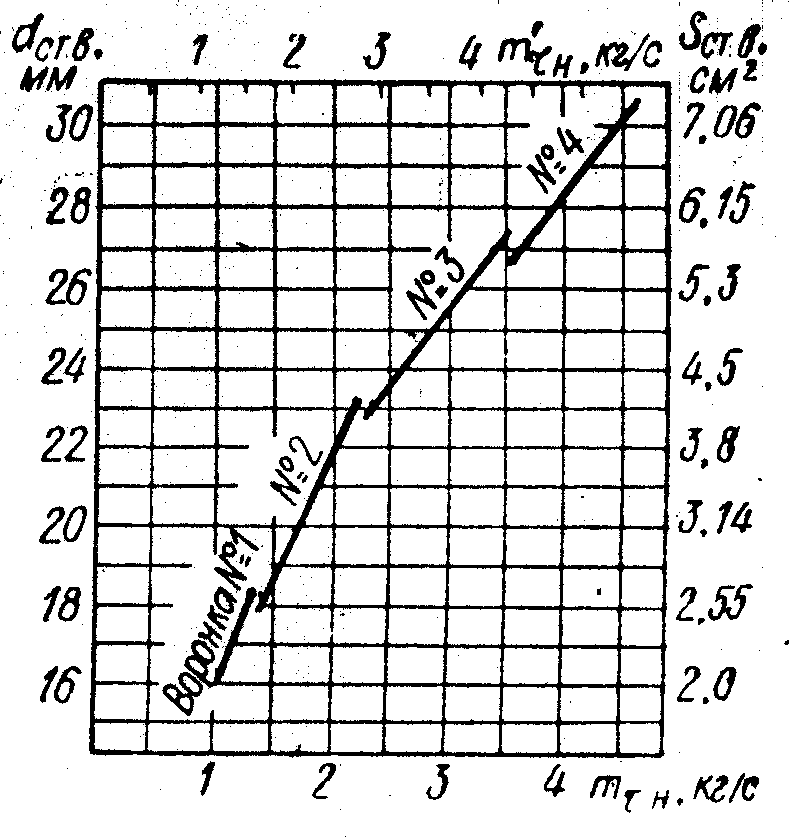 dст.в. 1 2 3 4 m'τн, кг/с Sст.в.
мм см²
30 7.06
№4
28 6.15
26 №3 5.3
24 4.5
22 3.8
№2
20 3.14
Воронка №1
18 2.55
16 2.0
1 2 3 4 mτн, кг/с